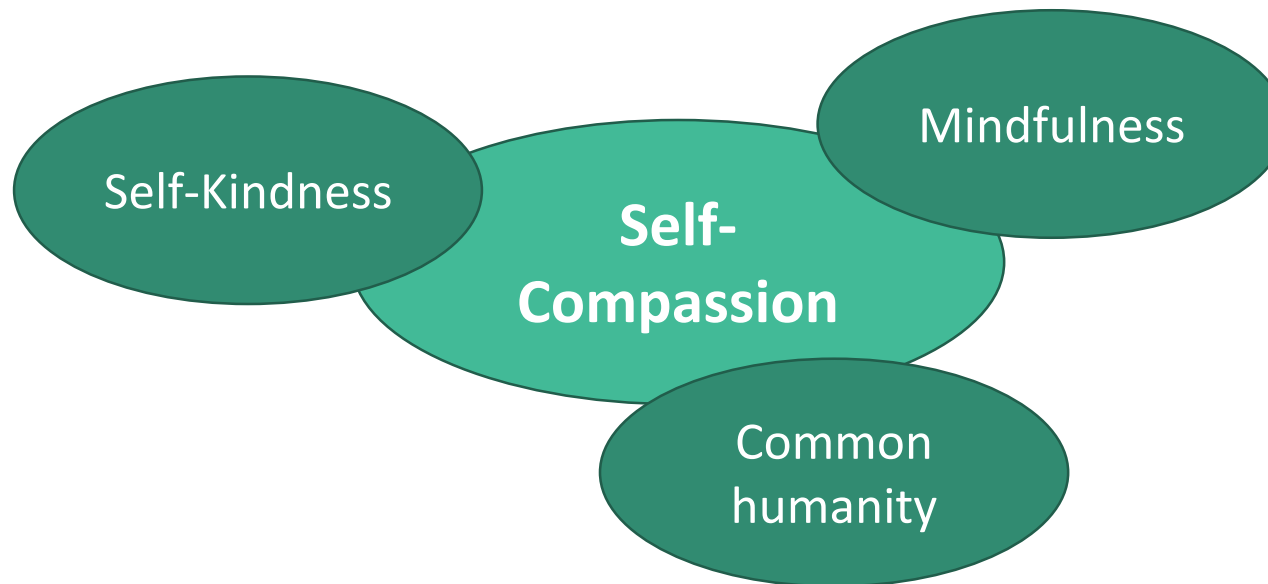 Self-Kindness
Self-
Compassion
Mindfulness
Common
humanity